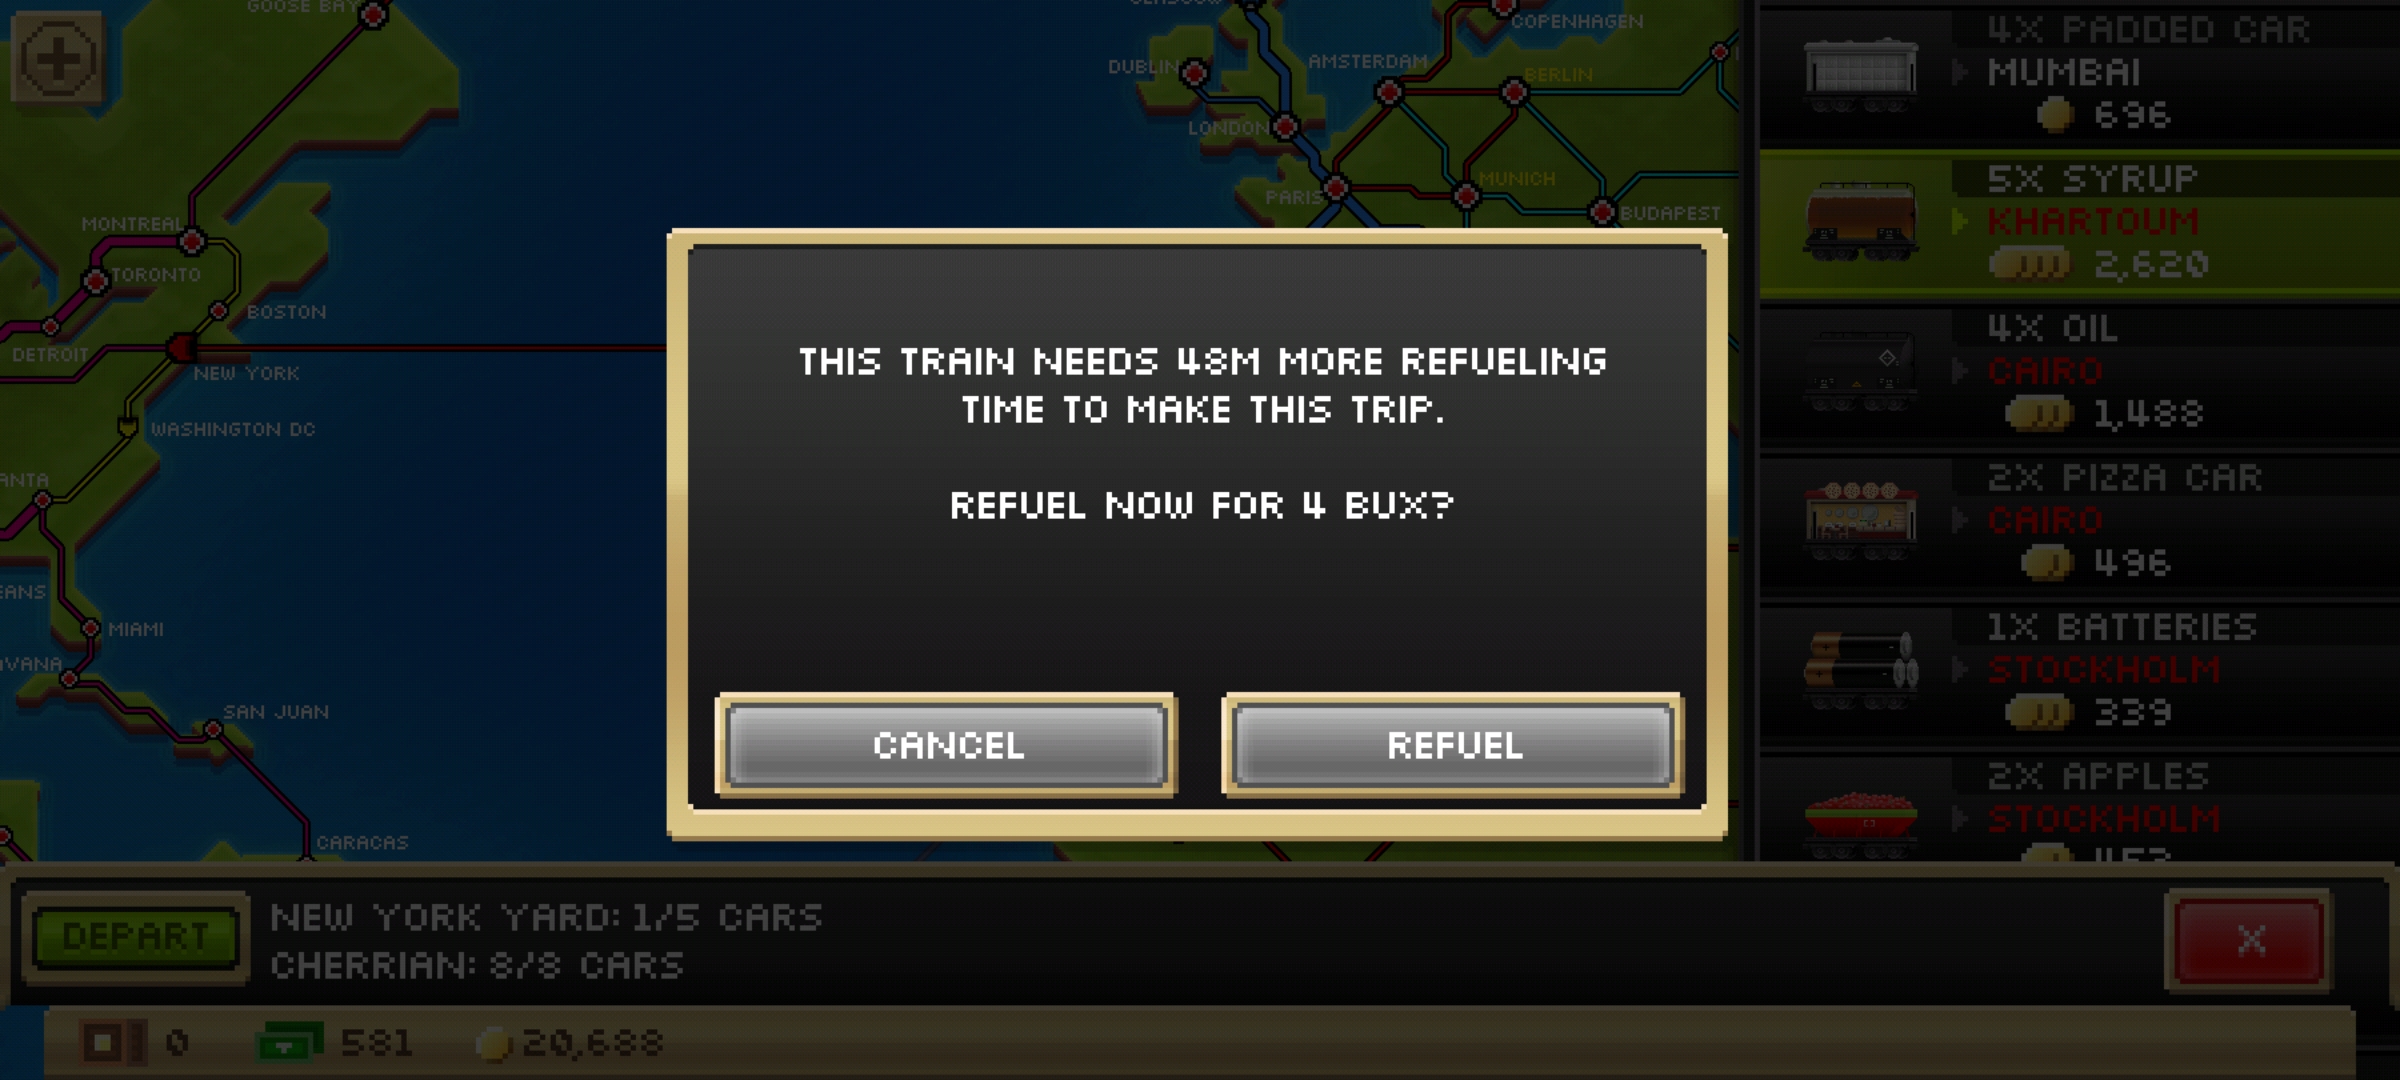 GOOSE BAY
COPENHAGEN
DUBLIN
AMSTERDAM
BERLIN
LONDON
PARIS
MUNICH
BUDAPEST
MONTREAL
TORONTO
BOSTON
DETROIT
NEW YORK
WASHINGTON DC
MIAMI
SAN JUAN
CARACAS
THIS TRAIN NEEDS 48M MORE REFUELING
TIME TO MAKE THIS TRIP.
REFUEL NOW FOR 4 BUX?
CANCEL
REFUEL
4X PADDED CAR
MUMBAI
696
5X SYRUP
KHARTOUM
2,620
4X OIL
CAIRO
1,488
2X PIZZA CAR
CAIRO
496
1X BATTERIES
STOCKHOLM
339
2X APPLES
STOCKHOLM
DEPART
NEW YORK YARD: 1/5 CARS
CHERRIAN: 8/8 CARS
X
0
581
20,688